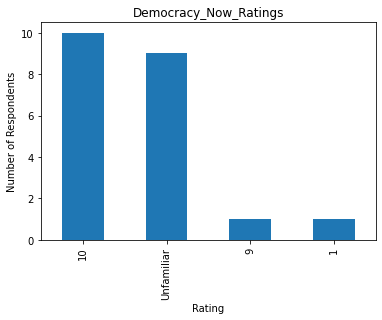 Democracy_Now_Ratings
Number of Respondents
10
8
6
4
2
0
10
Unfamiliar
9
1
Rating